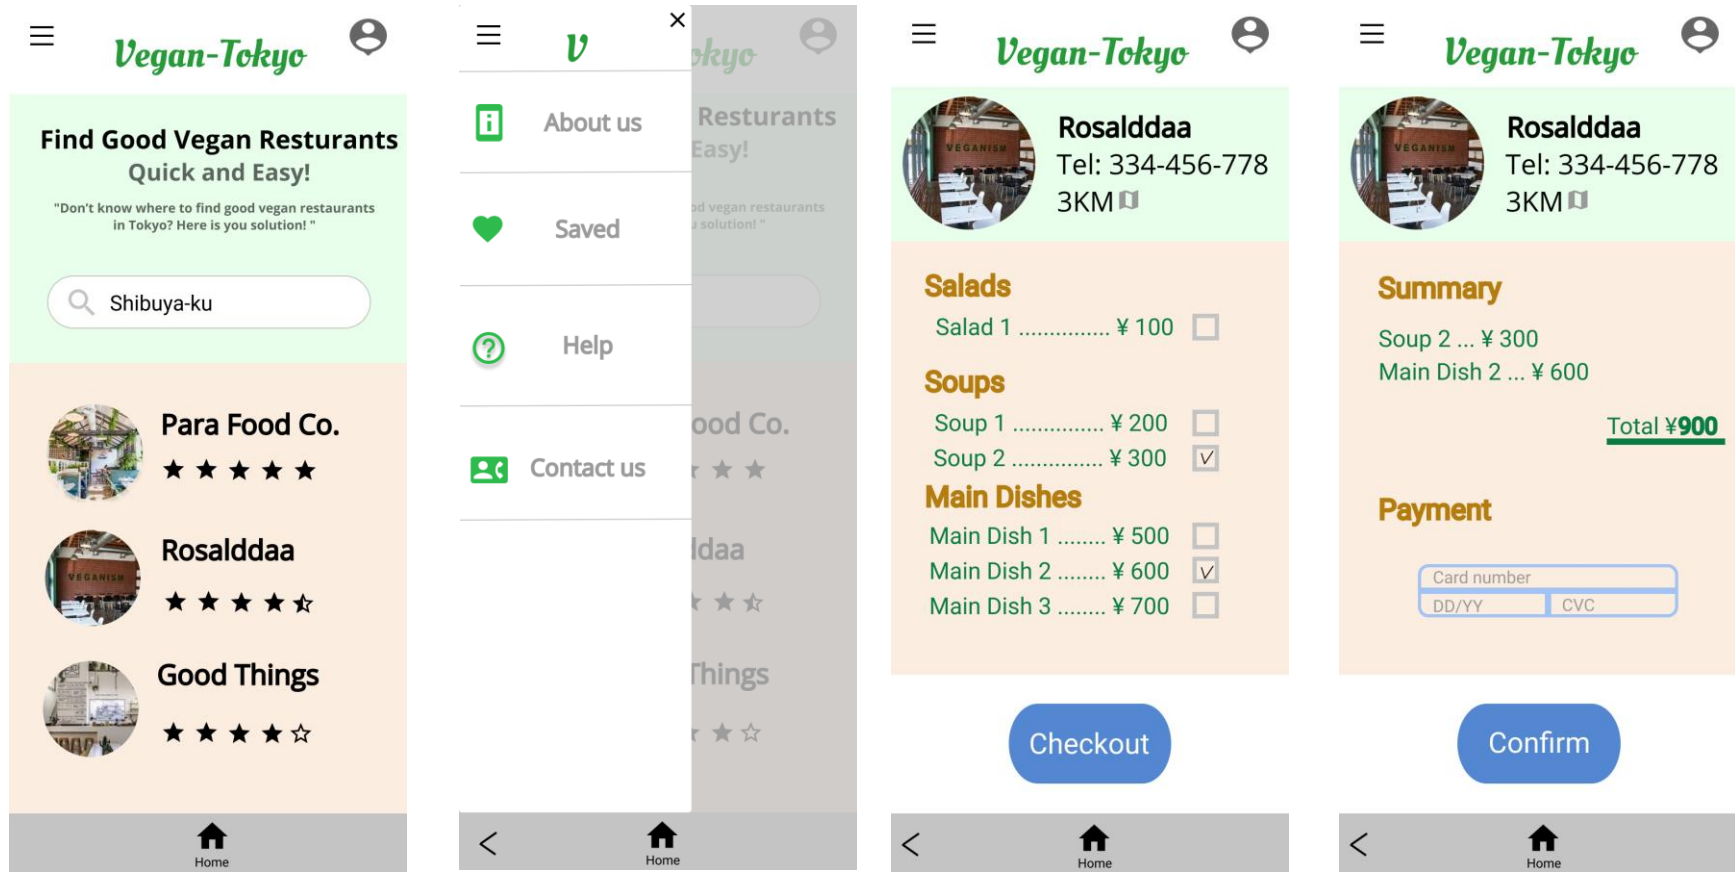 Vegan-Tokyo
Find Good Vegan Resturants
Quick and Easy!
"Don't know where to find good vegan restaurants
in Tokyo? Here is you solution! "
Shibuya-ku
Para Food Co.
Rosalddaa
VEGANISM
Good Things
Home
V
okyo
Resturants
Easy!
od vegan restaurants
u solution! "
About us
Saved
Help
Contact us
ood Co.
ddaa
Things
Home
Vegan-Tokyo
VEGANISM
Rosalddaa
Tel: 334-456-778
3KM
Salads
Salad 1 ............... ¥ 100
Soups
Soup 1 ............... ¥ 200
Soup 2 ............... ¥ 300
Main Dishes
Main Dish 1 ........ ¥ 500
Main Dish 2 ........ ¥ 600
Main Dish 3 ........ ¥ 700
Checkout
Home
Vegan-Tokyo
VEGANISM
Rosalddaa
Tel: 334-456-778
3KM
Summary
Soup 2 ... ¥ 300
Main Dish 2 ... ¥ 600
Total ¥900
Payment
Card number
DD/YY CVC
Confirm
Home